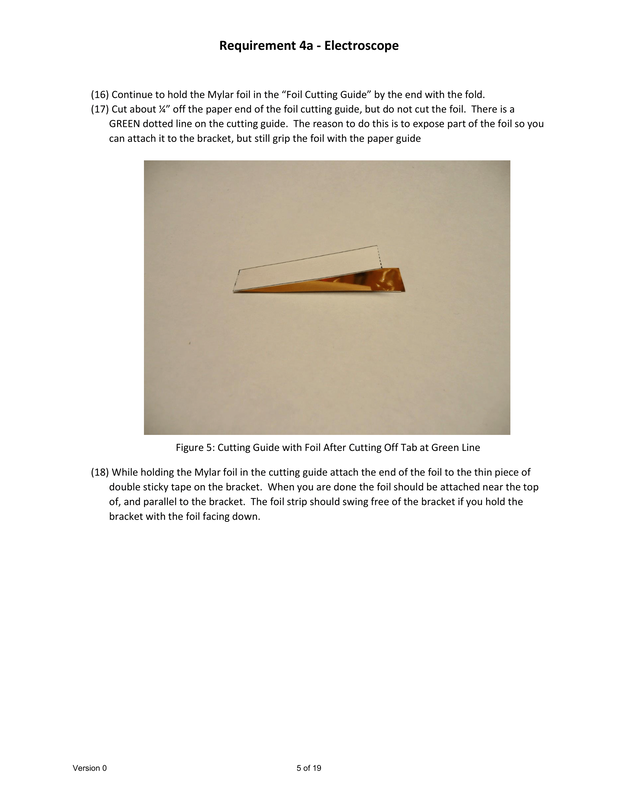 Requirement 4a - Electroscope
(16) Continue to hold the Mylar foil in the “Foil Cutting Guide” by the end with the fold.
(17) Cut about ¼” off the paper end of the foil cutting guide, but do not cut the foil.  There is a
GREEN dotted line on the cutting guide.  The reason to do this is to expose part of the foil so you
can attach it to the bracket, but still grip the foil with the paper guide
Figure 5: Cutting Guide with Foil After Cutting Off Tab at Green Line
(18) While holding the Mylar foil in the cutting guide attach the end of the foil to the thin piece of
double sticky tape on the bracket.  When you are done the foil should be attached near the top
of, and parallel to the bracket.  The foil strip should swing free of the bracket if you hold the
bracket with the foil facing down.
Version 0
5 of 19